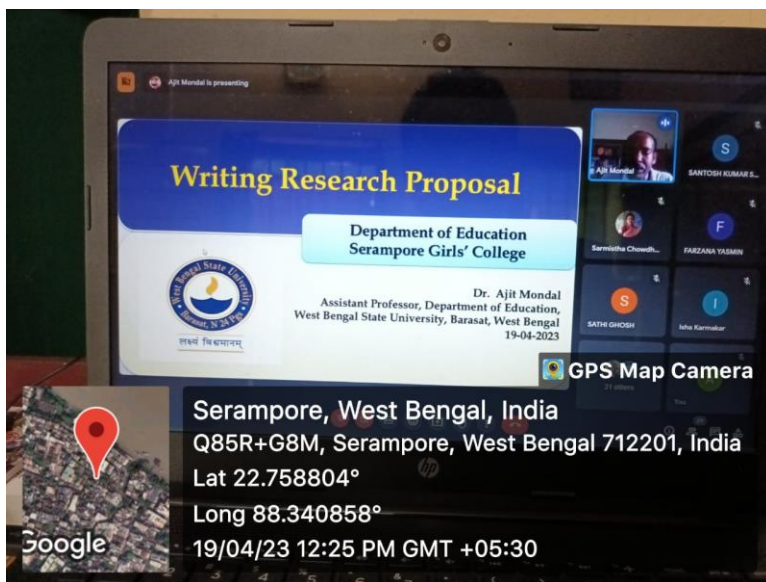 Ajit Mondal is presenting
Writing Research Proposal
Department of Education
Serampore Girls' College
Dr. Ajit Mondal
Assistant Professor, Department of Education,
West Bengal State University, Barasat, West Bengal
19-04-2023
West Bengal State University
Barasat, N 24 Pgs
Ajit Mondal
S
SANTOSH KUMAR S...
Sarmistha Chowdh...
F
FARZANA YASMIN
S
SATHI GHOSH
I
Isha Karmakar
21 others
You
hp
GPS Map Camera
Serampore, West Bengal, India
Q85R+G8M, Serampore, West Bengal 712201, India
Lat 22.758804°
Long 88.340858°
19/04/23 12:25 PM GMT +05:30
Google